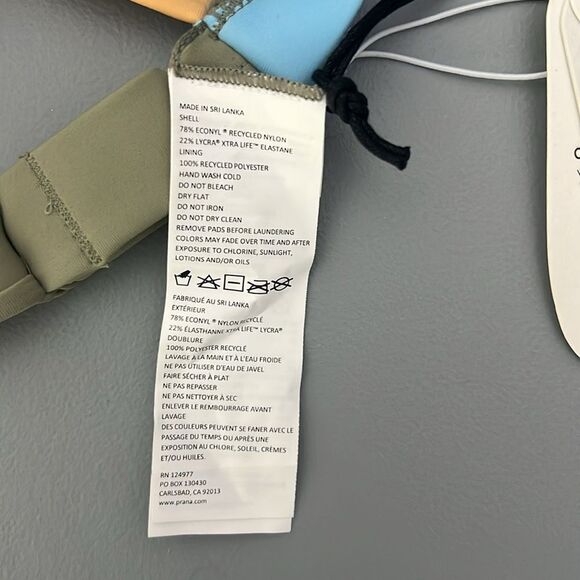 MADE IN SRI LANKA
SHELL
78% ECONYL ® RECYCLED NYLON
22% LYCRA® XTRA LIFE™ ELASTANE
LINING
100% RECYCLED POLYESTER
HAND WASH COLD
DO NOT BLEACH
DRY FLAT
DO NOT IRON
DO NOT DRY CLEAN
REMOVE PADS BEFORE LAUNDERING
COLORS MAY FADE OVER TIME AND AFTER
EXPOSURE TO CHLORINE, SUNLIGHT,
LOTIONS AND/OR OILS
FABRIQUÉ AU SRI LANKA
EXTÉRIEUR
78% ECONYL ® NYLON RECYCLÉ
22% ÉLASTHANNE XTRA LIFE™ LYCRA®
DOUBLURE
100% POLYESTER RECYCLÉ
LAVAGE À LA MAIN ET À L'EAU FROIDE
NE PAS UTILISER D'EAU DE JAVEL
FAIRE SÉCHER À PLAT
NE PAS REPASSER
NE PAS NETTOYER À SEC
ENLEVER LE REMBOURRAGE AVANT
LAVAGE
DES COULEURS PEUVENT SE FANER AVEC LE
PASSAGE DU TEMPS OU APRÈS UNE
EXPOSITION AU CHLORE, SOLEIL, CRÈMES
ET/OU HUILES.
RN 124977
PO BOX 130430
CARLSBAD, CA 92013
www.prana.com